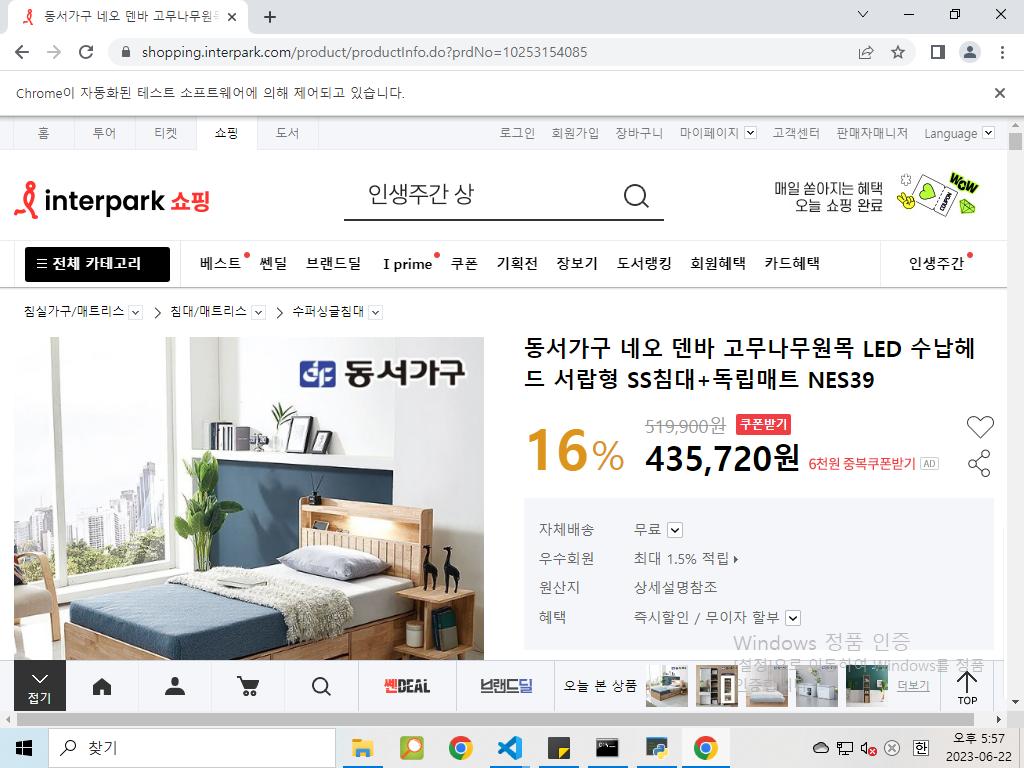 동서가구 네오 덴바 고무나무원목
shopping.interpark.com/product/productInfo.do?prdNo=10253154085
Chrome이 자동화된 테스트 소프트웨어에 의해 제어되고 있습니다.
홈 투어 티켓 쇼핑 도서 로그인 회원가입 장바구니 마이페이지 고객센터 판매자매니저 Language
interpark 쇼핑
인생주간 상
매일 쏟아지는 혜택
오늘 쇼핑 완료
WOW
COUPON
전체 카테고리 베스트 쎈딜 브랜드딜 I prime 쿠폰 기획전 장보기 도서랭킹 회원혜택 카드혜택 인생주간
침실가구/매트리스 침대/매트리스 수퍼싱글침대
동서가구
동서가구 네오 덴바 고무나무원목 LED 수납헤
드 서랍형 SS침대+독립매트 NES39
16%
519,900원 쿠폰받기
435,720원 6천원 중복쿠폰받기 AD
자체배송 무료
우수회원 최대 1.5% 적립
원산지 상세설명참조
혜택 즉시할인 / 무이자 할부
Windows 정품 인증
[설정]으로 이동하여 Windows를 정품
접기
쎈DEAL
브랜드딜
오늘 본 상품
더보기
TOP
찾기
한
오후 5:57
2023-06-22